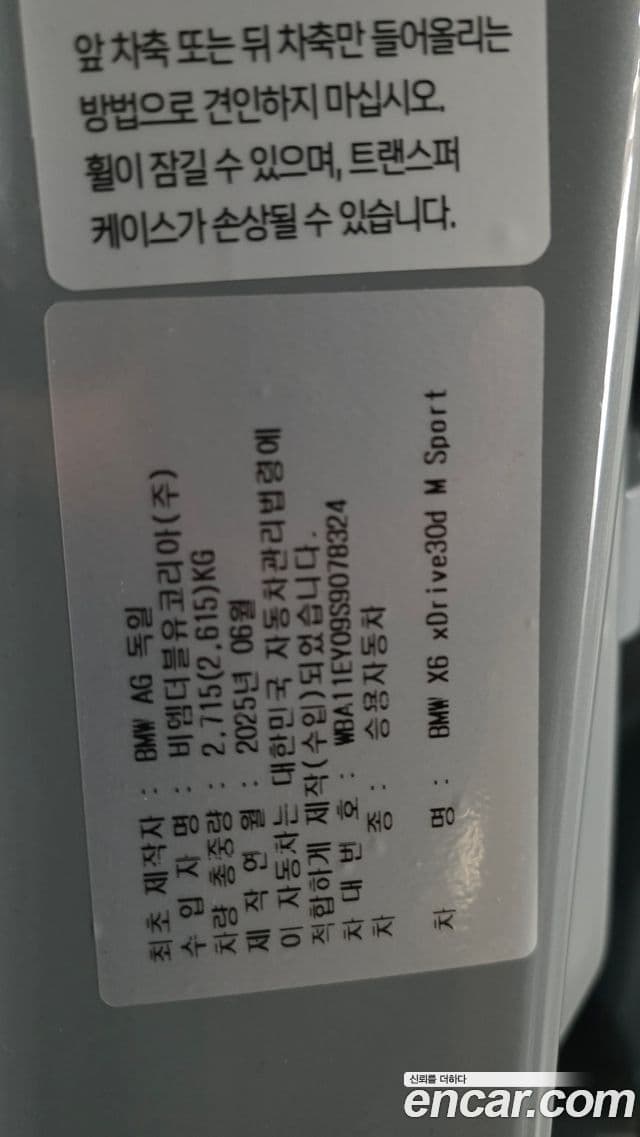 앞 차축 또는 뒤 차축만 들어올리는
방법으로 견인하지 마십시오.
휠이 잠길 수 있으며, 트랜스퍼
케이스가 손상될 수 있습니다.
최초 제작자 : BMW AG 독일
수 입 자 명 : 비엠더블유코리아(주)
차량 총중량 : 2,715(2,615)KG
제 작 연 월 : 2025년 06월
이 자동차는 대한민국 자동차관리법령에
적합하게 제작(수입)되었습니다.
차 대 번 호 : WBA11EY09S9078324
차 종 : 승용자동차
차 명 : BMW X6 xDrive30d M Sport
신뢰를 더하다
encar.com